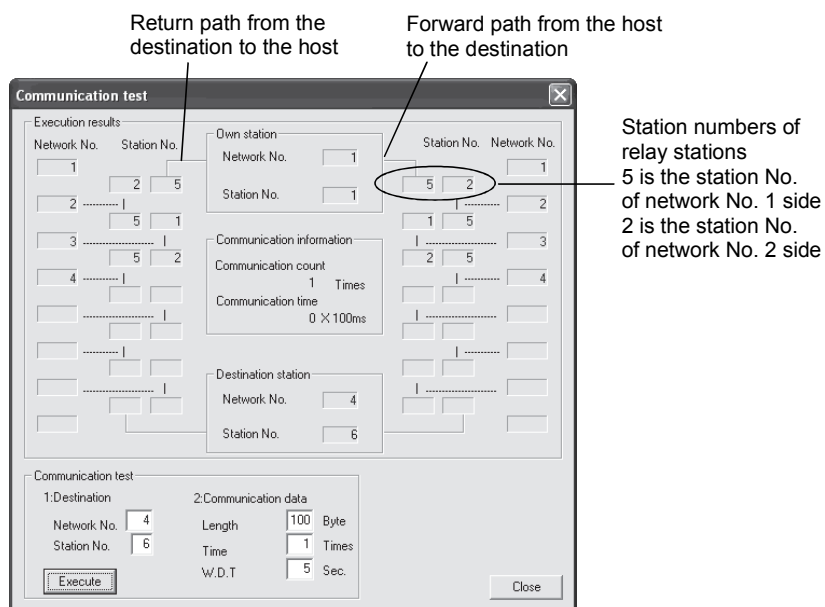 Return path from the
destination to the host
Forward path from the host
to the destination
Communication test
Execution results
Network No. Station No.
Own station
Network No. 1
Station No. 1
Station No. Network No.
1
2 5
2
5 1
3
5 2
4
1
5 2
2
1 5
3
2 5
4
Communication information
Communication count
1 Times
Communication time
0 X 100ms
Destination station
Network No. 4
Station No. 6
Station numbers of
relay stations
5 is the station No.
of network No. 1 side
2 is the station No.
of network No. 2 side
Communication test
1:Destination
Network No. 4
Station No. 6
Execute
2:Communication data
Length 100 Byte
Time 1 Times
W.D.T 5 Sec.
Close